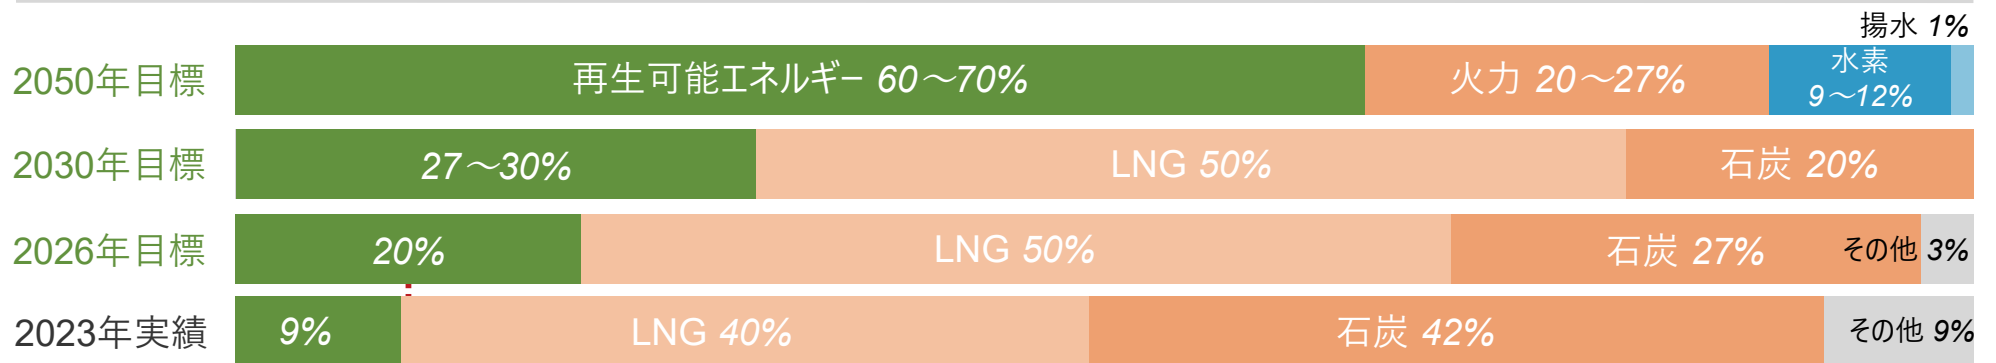 揚水 1%
2050年目標 再生可能エネルギー 60～70% 火力 20～27% 水素
9～12%
2030年目標 27～30% LNG 50% 石炭 20%
2026年目標 20% LNG 50% 石炭 27% その他 3%
2023年実績 9% LNG 40% 石炭 42% その他 9%